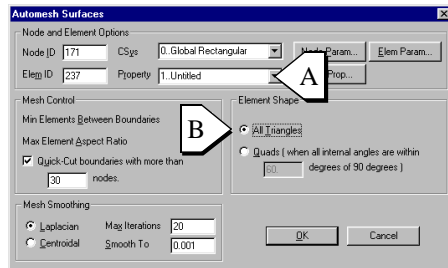 Automesh Surfaces
Node and Element Options
Node ID 171 CSys 0..Global Rectangular Param... Elem Param...
Elem ID 237 Property 1..Untitled Prop...
A
Mesh Control
Min Elements Between Boundaries
Max Element Aspect Ratio
Quick-Cut boundaries with more than
30 nodes.
B
Element Shape
All Triangles
Quads ( when all internal angles are within
60. degrees of 90 degrees )
Mesh Smoothing
Laplacian Max Iterations 20
Centroidal Smooth To 0.001
OK Cancel